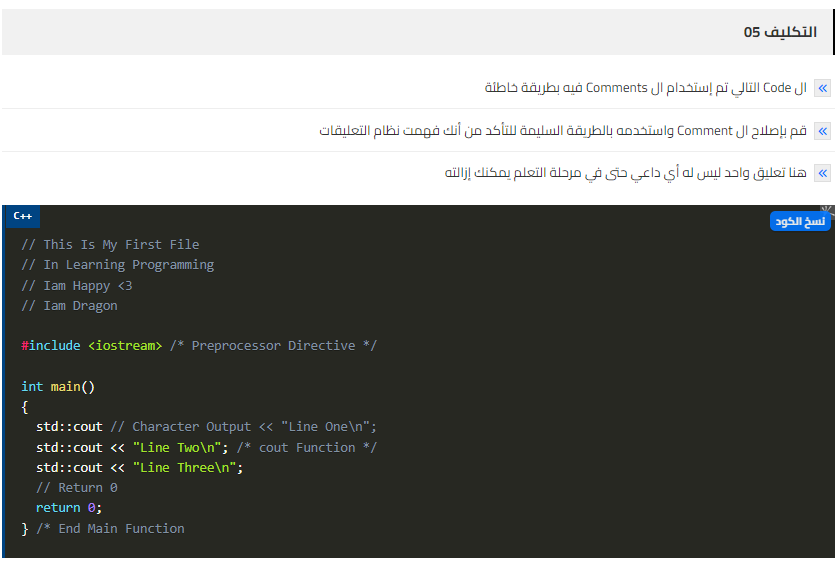 التكليف 05
ال Code التالي تم إستخدام ال Comments فيه بطريقة خاطئة
قم بإصلاح ال Comment واستخدمه بالطريقة السليمة للتأكد من أنك فهمت نظام التعليقات
هنا تعليق واحد ليس له أي داعي حتى في مرحلة التعلم يمكنك إزالته
C++
نسخ الكود
// This Is My First File
// In Learning Programming
// Iam Happy <3
// Iam Dragon
#include <iostream> /* Preprocessor Directive */
int main()
{
std::cout // Character Output << "Line One\n";
std::cout << "Line Two\n"; /* cout Function */
std::cout << "Line Three\n";
// Return 0
return 0;
} /* End Main Function